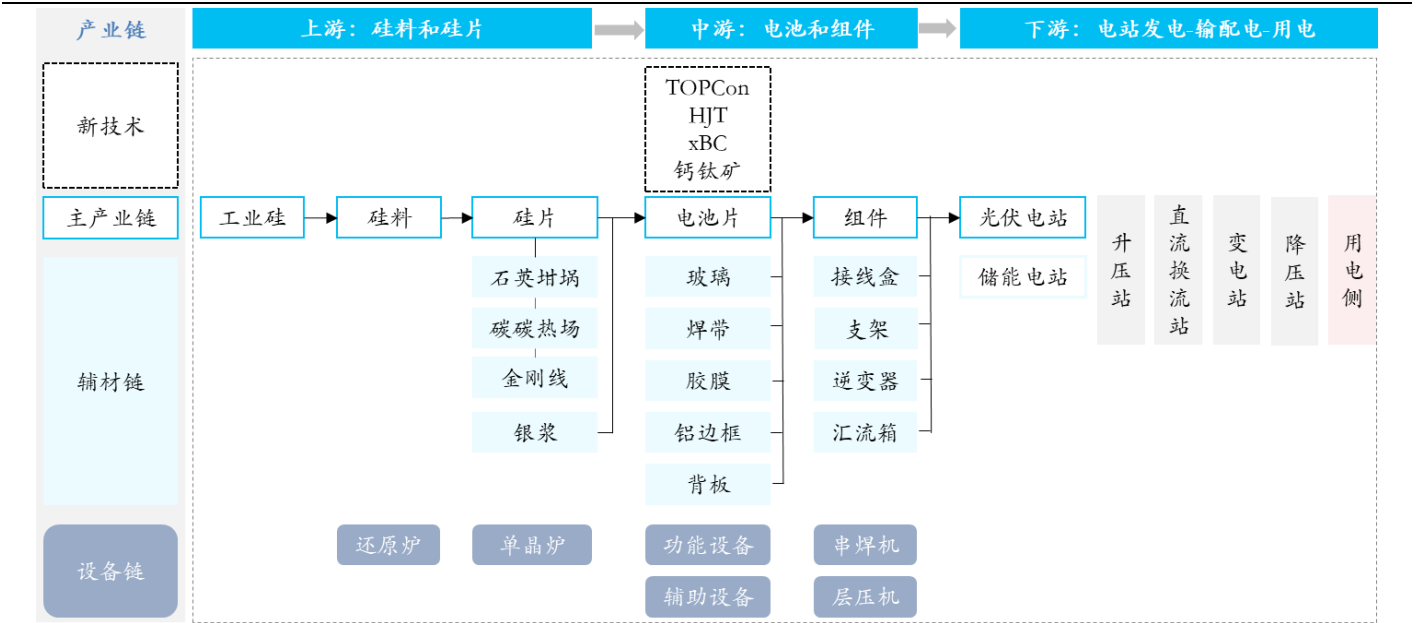 产业链
上游：硅料和硅片
中游：电池和组件
下游：电站发电-输配电-用电
新技术
TOPCon
HJT
xBC
钙钛矿
主产业链
工业硅
硅料
硅片
电池片
组件
光伏电站
升压站
直流换流站
变电站
降压站
用电侧
辅材链
石英坩埚
玻璃
接线盒
储能电站
碳碳热场
焊带
支架
金刚线
胶膜
逆变器
银浆
铝边框
汇流箱
背板
设备链
还原炉
单晶炉
功能设备
串焊机
辅助设备
层压机